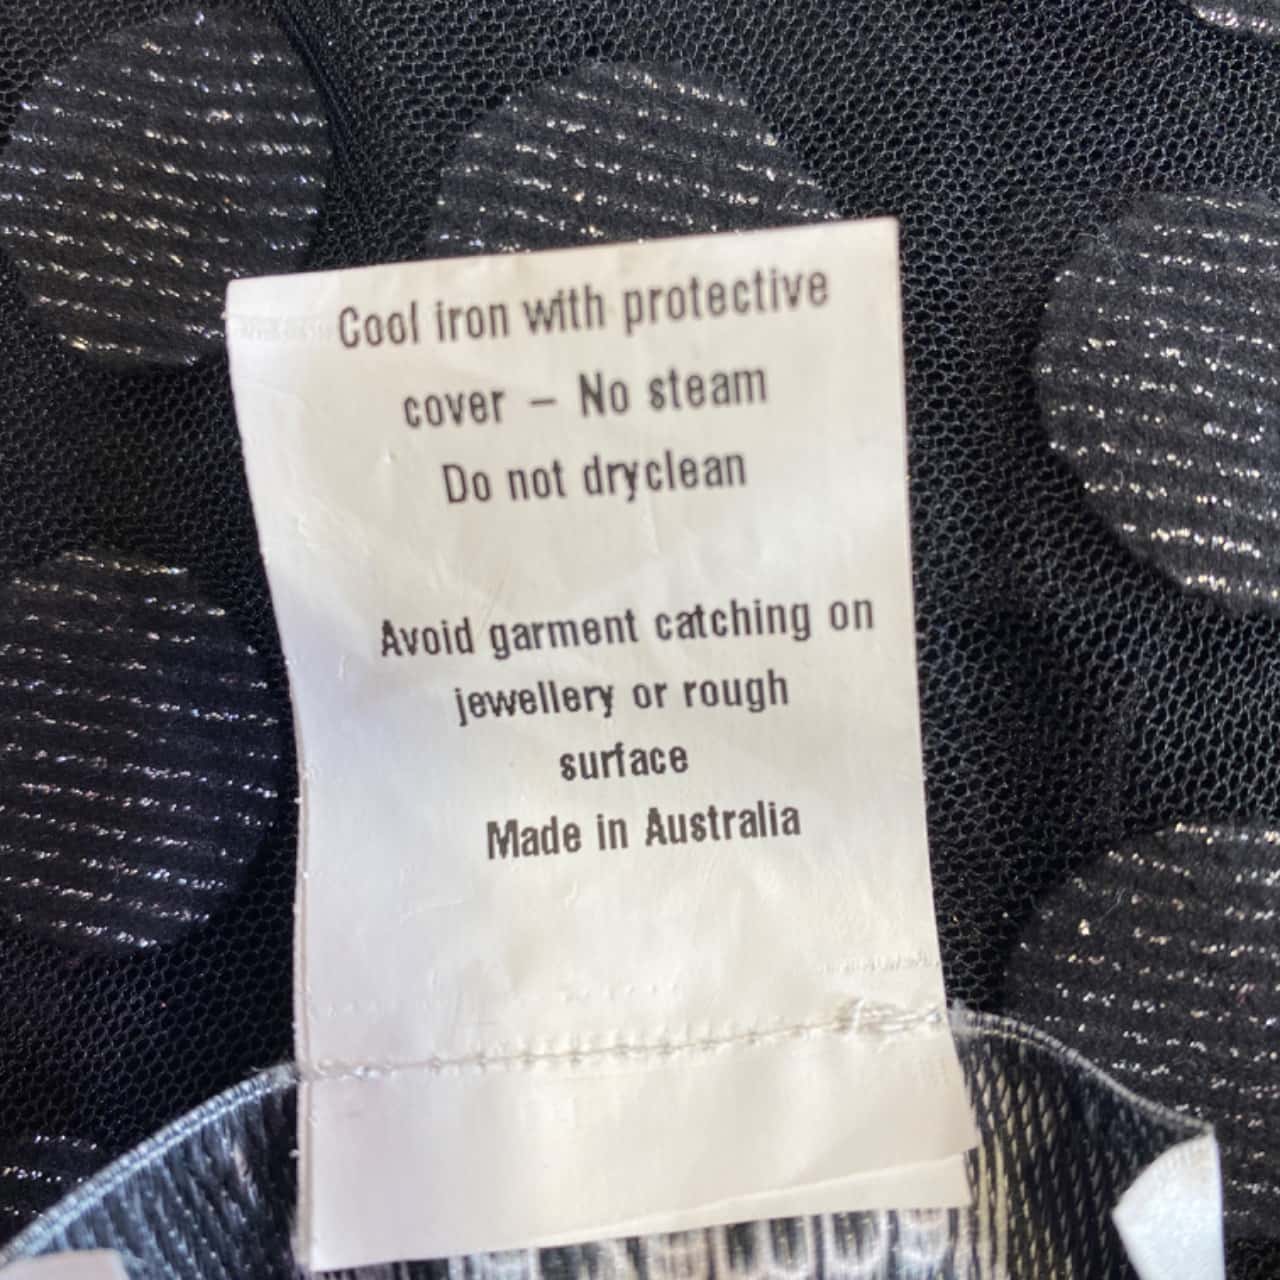 Cool iron with protective
cover – No steam
Do not dryclean
Avoid garment catching on
jewellery or rough
surface
Made in Australia